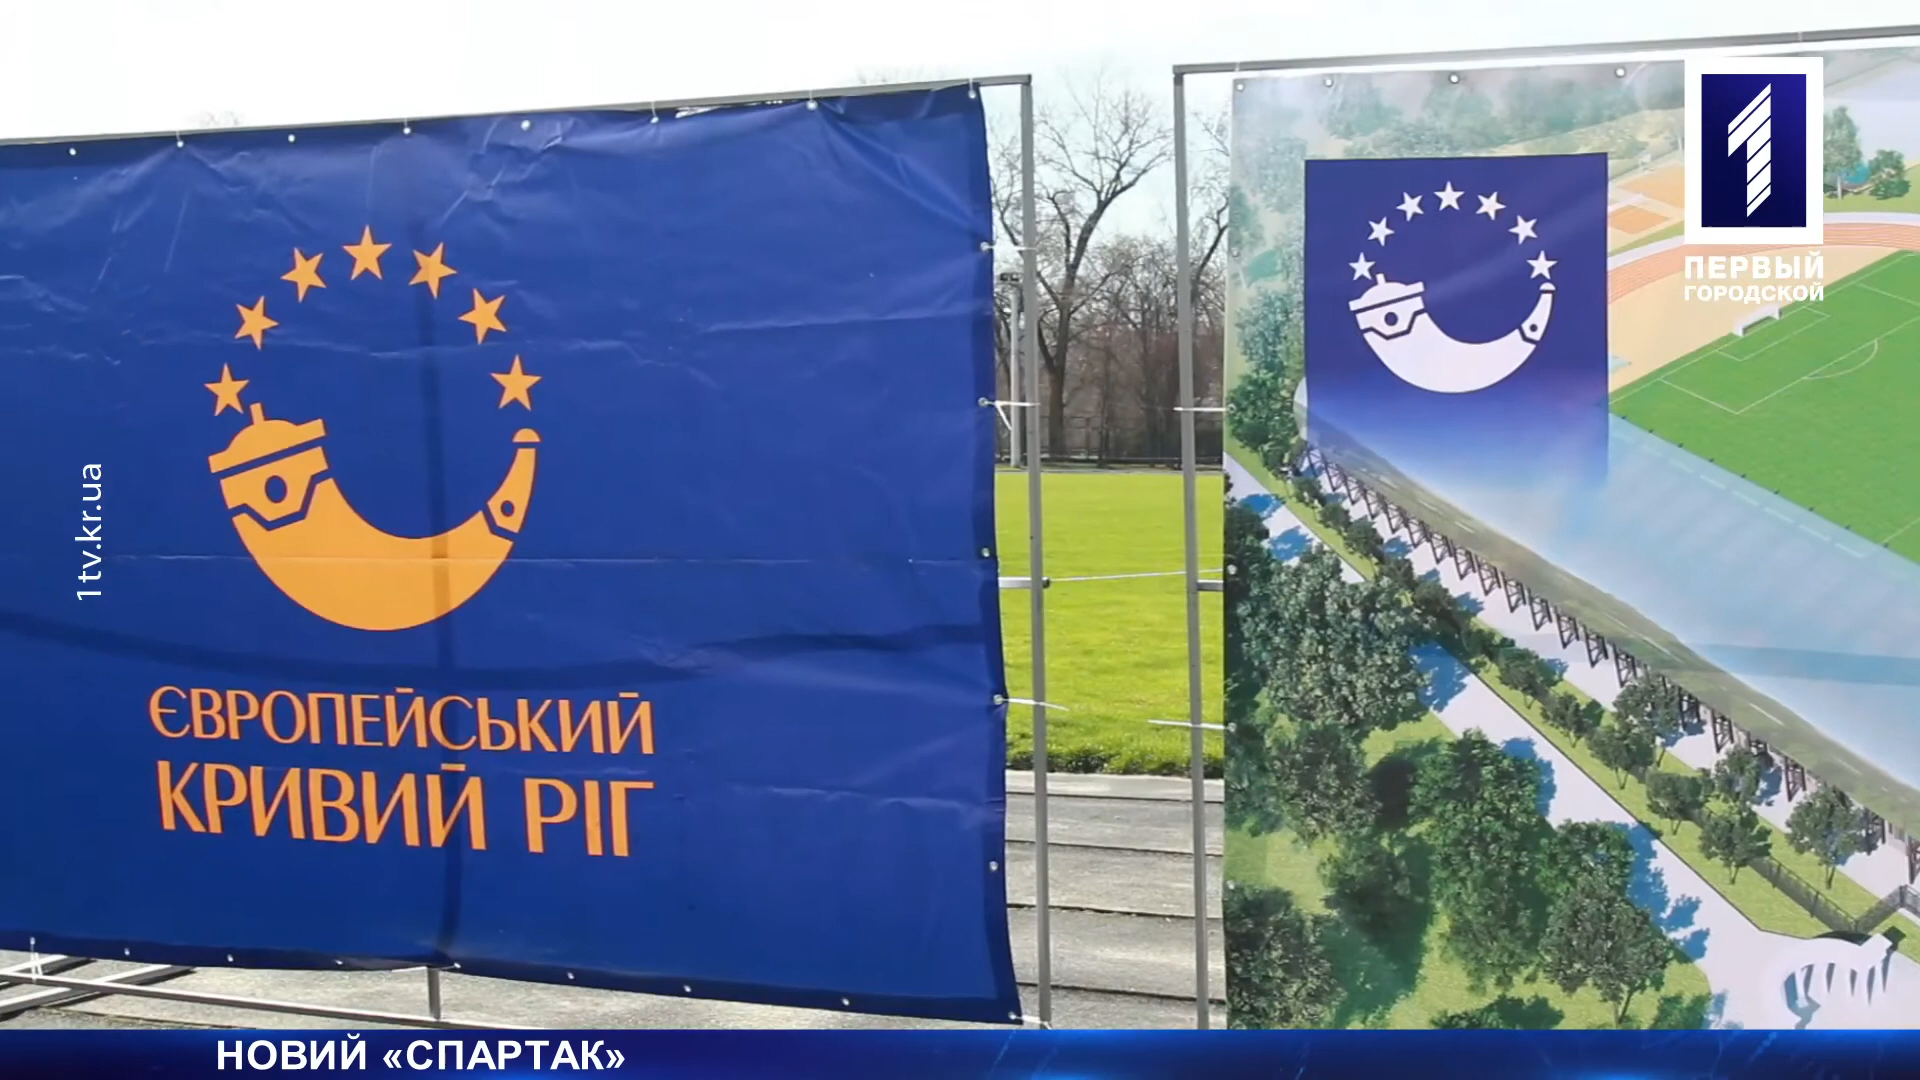 ПЕРВЫЙ
ГОРОДСКОЙ
1tv.kr.ua
ЄВРОПЕЙСЬКИЙ
КРИВИЙ РІГ
НОВИЙ «СПАРТАК»